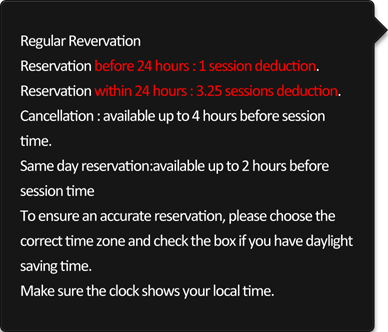 Regular Revervation
Reservation before 24 hours : 1 session deduction.
Reservation within 24 hours : 3.25 sessions deduction.
Cancellation : available up to 4 hours before session
time.
Same day reservation:available up to 2 hours before
session time
To ensure an accurate reservation, please choose the
correct time zone and check the box if you have daylight
saving time.
Make sure the clock shows your local time.